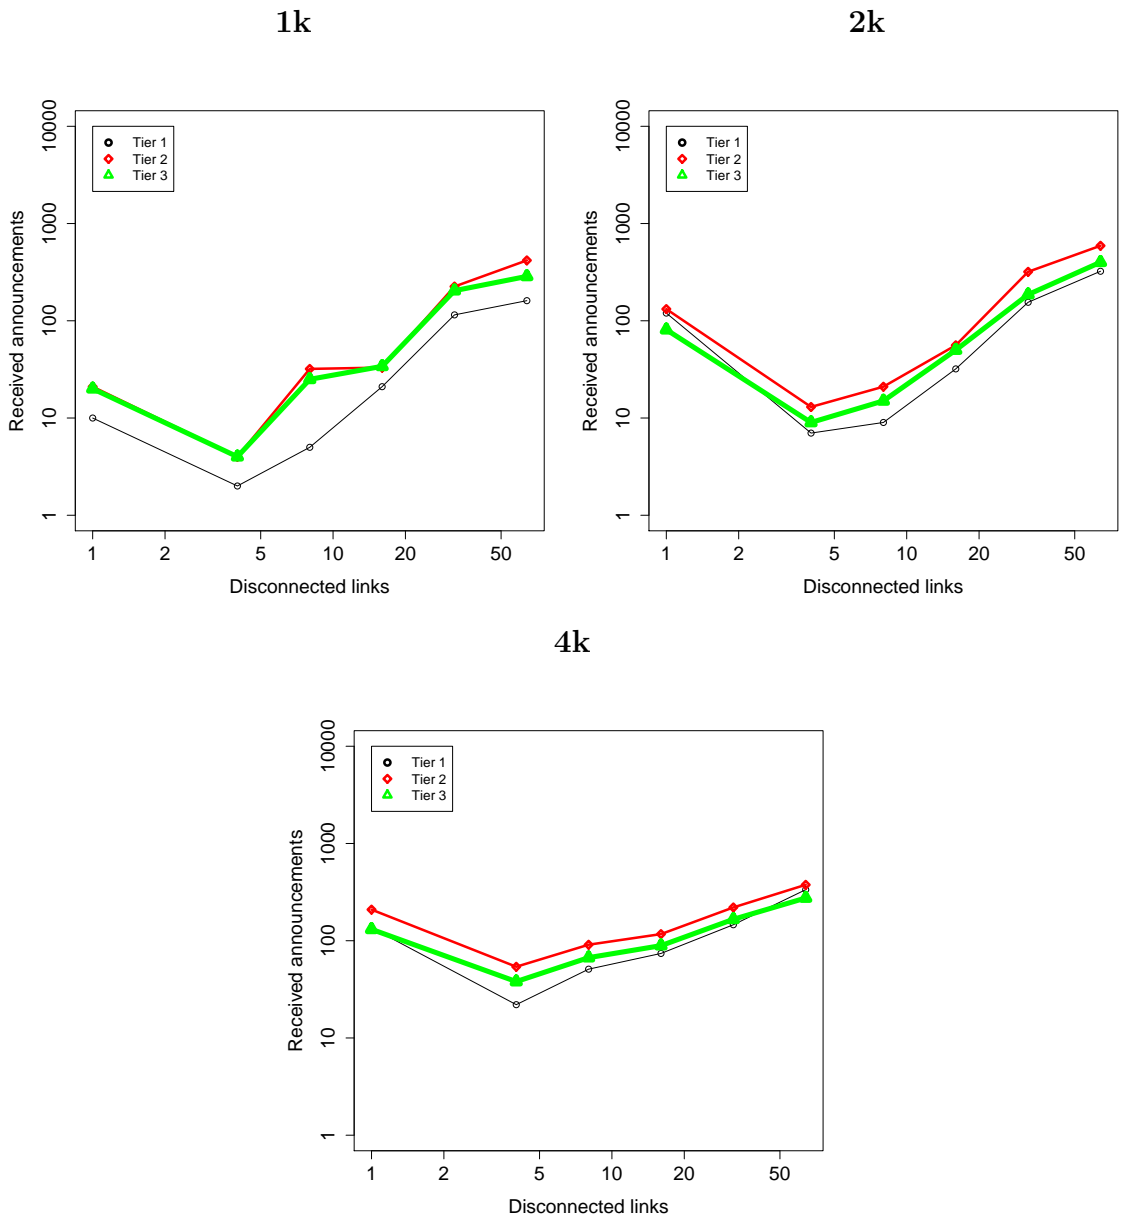 1k
10000
1000
100
10
1
Received announcements
Tier 1
Tier 2
Tier 3
1 2 5 10 20 50
Disconnected links
2k
10000
1000
100
10
1
Received announcements
Tier 1
Tier 2
Tier 3
1 2 5 10 20 50
Disconnected links
4k
10000
1000
100
10
1
Received announcements
Tier 1
Tier 2
Tier 3
1 2 5 10 20 50
Disconnected links